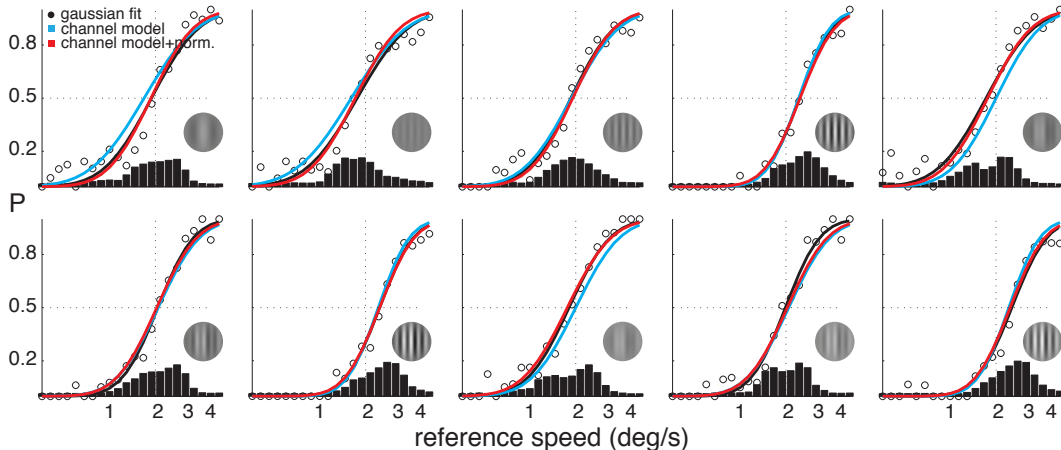 gaussian fit
channel model
channel model+norm.
0.8
0.5
0.2
P
0.8
0.5
0.2
1 2 3 4 1 2 3 4 1 2 3 4 1 2 3 4 1 2 3 4
reference speed (deg/s)